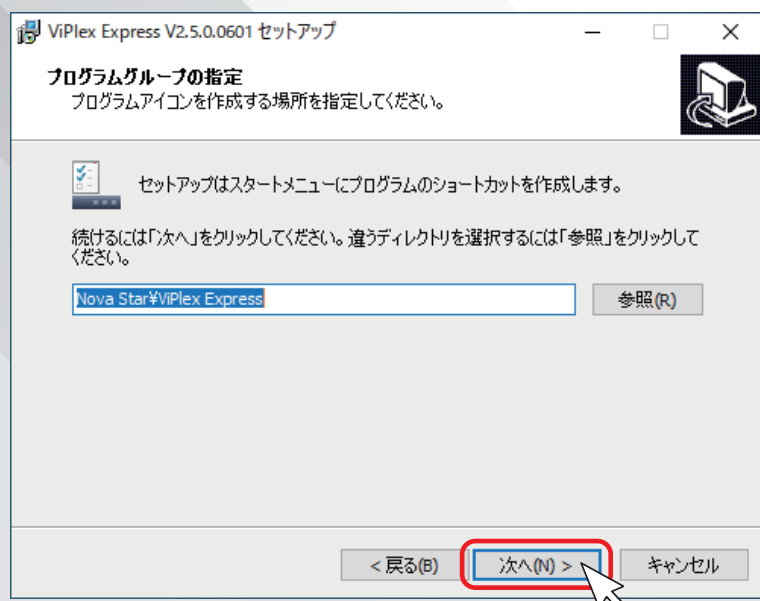 ViPlex Express V2.5.0.0601 セットアップ
プログラムグループの指定
プログラムアイコンを作成する場所を指定してください。
セットアップはスタートメニューにプログラムのショートカットを作成します。
続けるには「次へ」をクリックしてください。違うディレクトリを選択するには「参照」をクリックして
ください。
Nova Star¥ViPlex Express
参照(R)
< 戻る(B)
次へ(N) >
キャンセル